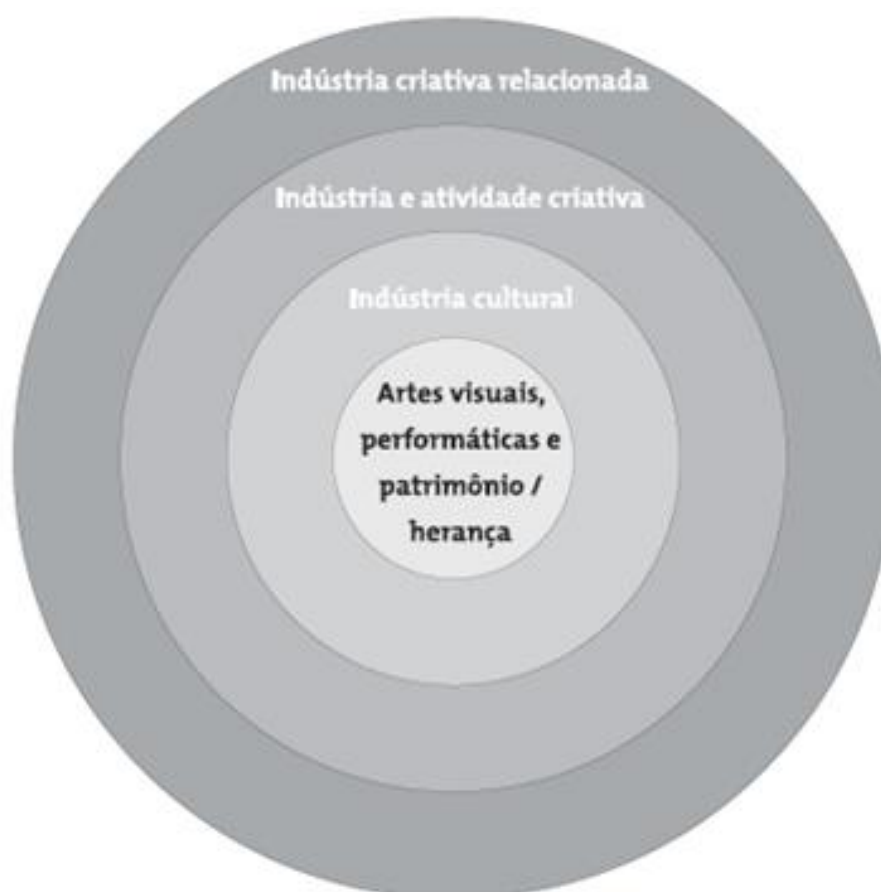 Indústria criativa relacionada
Indústria e atividade criativa
Indústria cultural
Artes visuais,
performáticas e
patrimônio /
herança